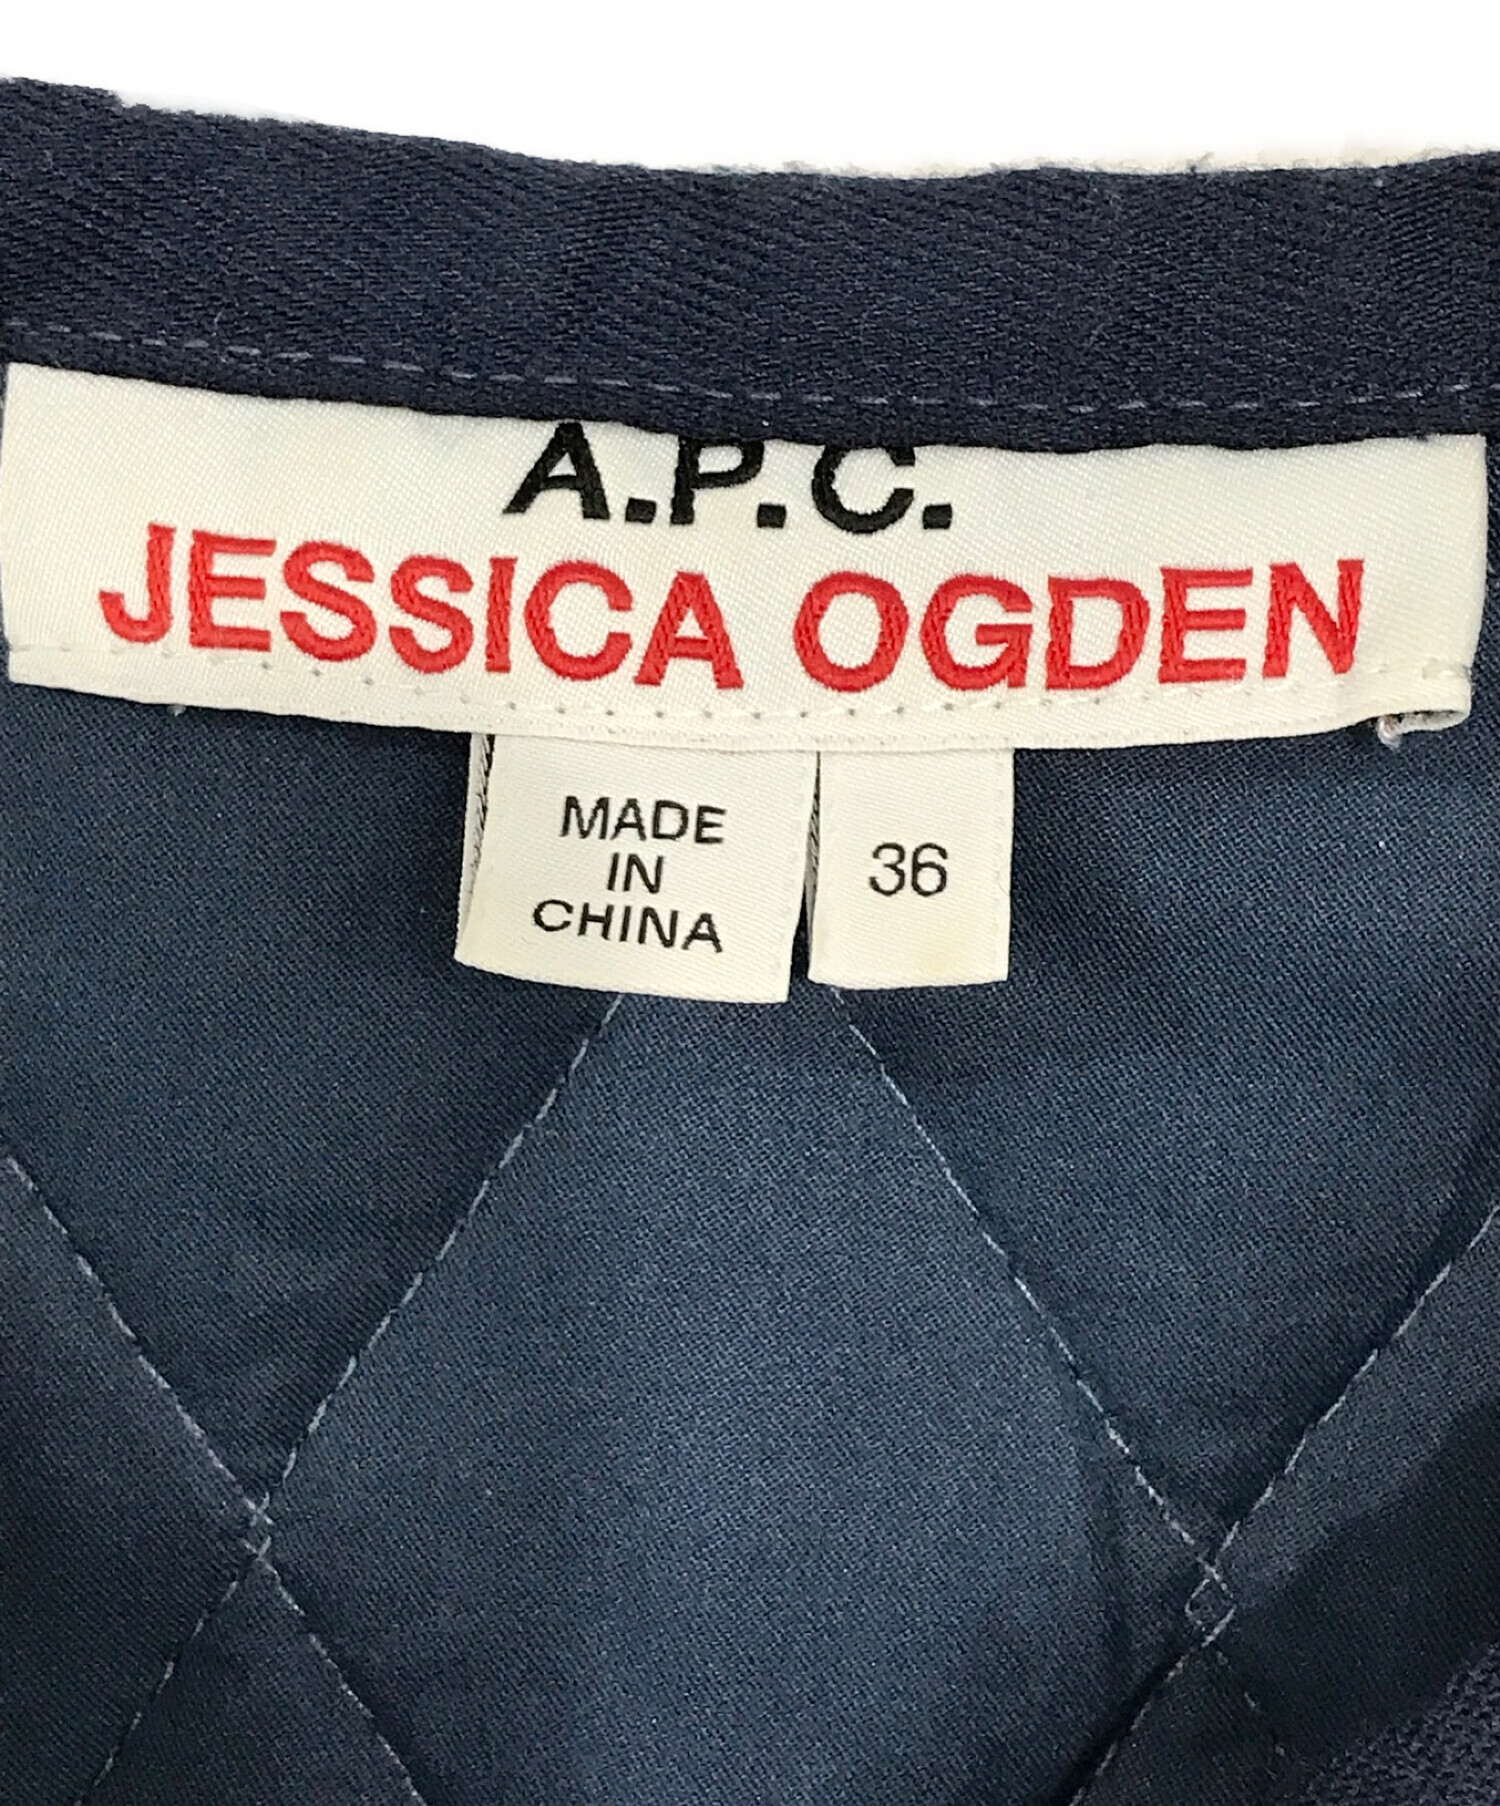 A.P.C.
JESSICA OGDEN
MADE
IN
CHINA
36